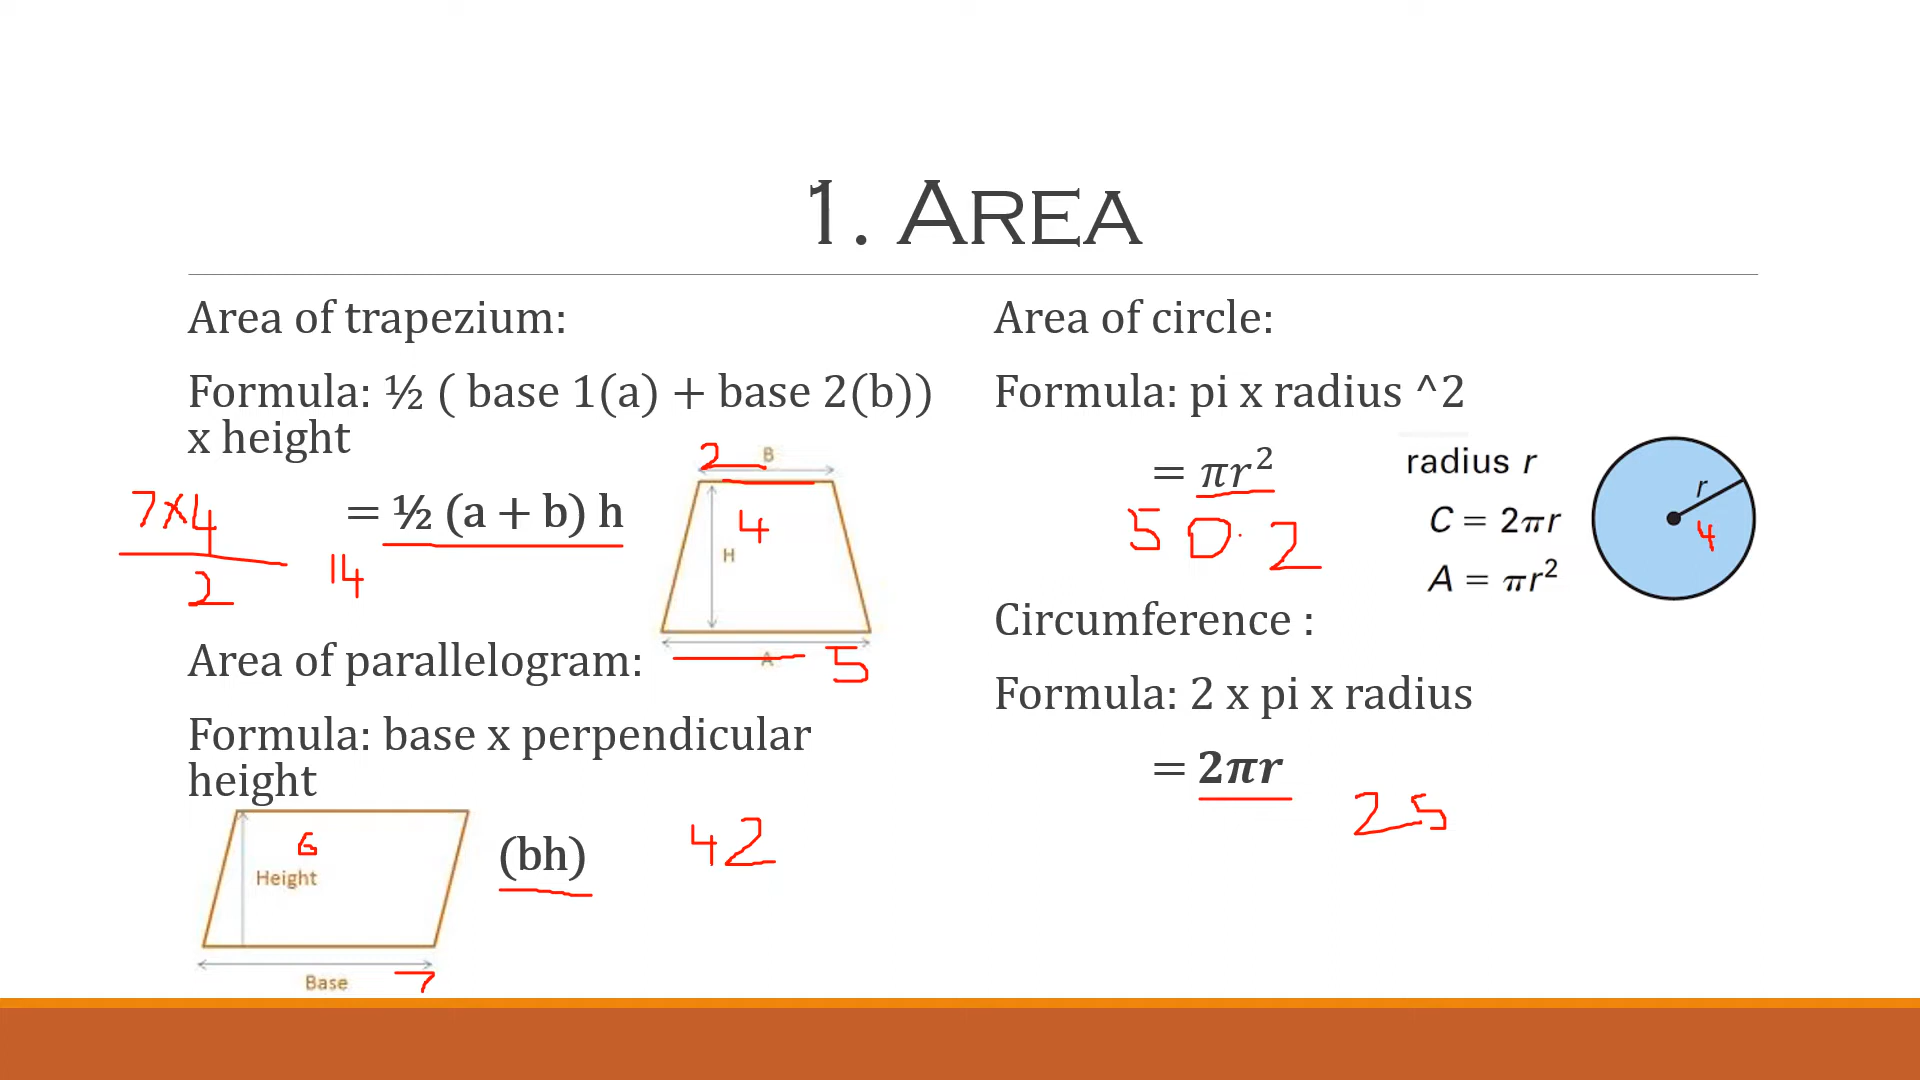 1. AREA
Area of trapezium:
Formula: ½ ( base 1(a) + base 2(b))
x height
= ½ (a + b) h
7x4
2
14
2 B
4
H
A 5
Area of parallelogram:
Formula: base x perpendicular
height
6
Height
Base 7
(bh)
42
Area of circle:
Formula: pi x radius ^2
= πr²
50.2
radius r
C = 2πr
A = πr²
r
4
Circumference :
Formula: 2 x pi x radius
= 2πr
25